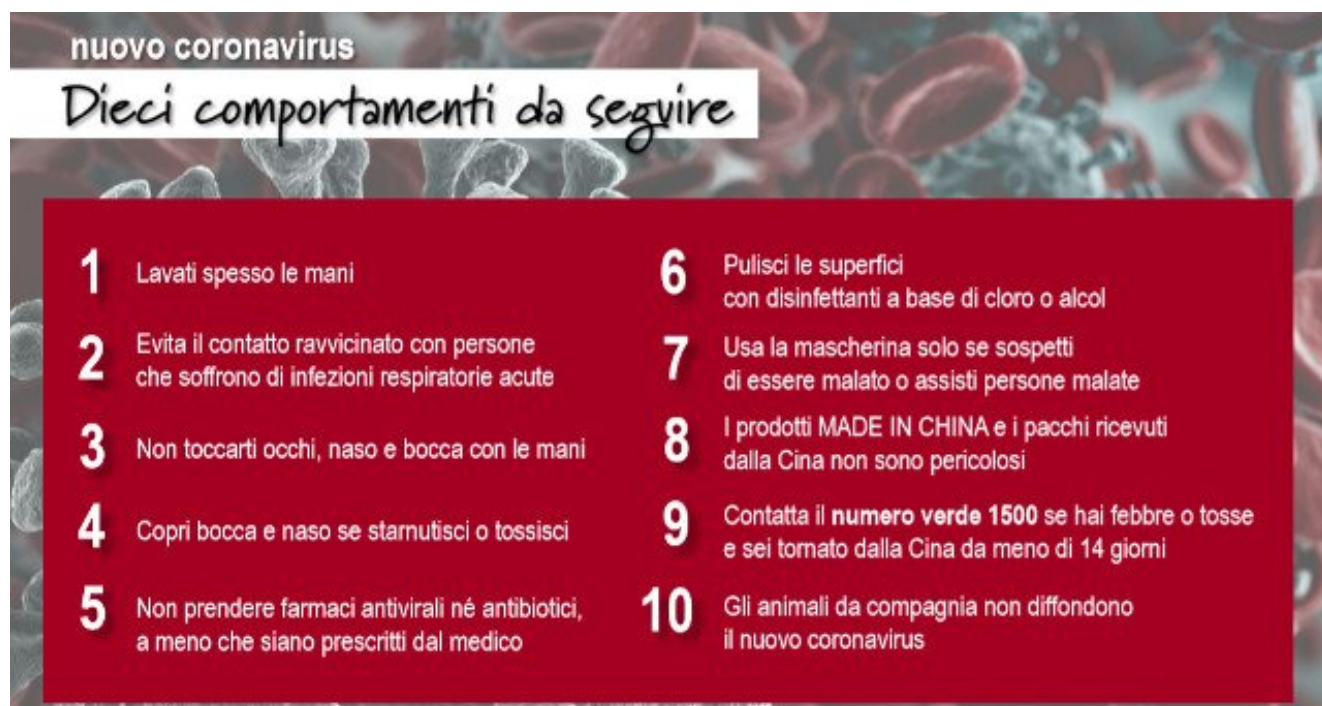 nuovo coronavirus
Dieci comportamenti da seguire
1 Lavati spesso le mani
2 Evita il contatto ravvicinato con persone
che soffrono di infezioni respiratorie acute
3 Non toccarti occhi, naso e bocca con le mani
4 Copri bocca e naso se starnutisci o tossisci
5 Non prendere farmaci antivirali né antibiotici,
a meno che siano prescritti dal medico
6 Pulisci le superfici
con disinfettanti a base di cloro o alcol
7 Usa la mascherina solo se sospetti
di essere malato o assisti persone malate
8 I prodotti MADE IN CHINA e i pacchi ricevuti
dalla Cina non sono pericolosi
9 Contatta il numero verde 1500 se hai febbre o tosse
e sei tornato dalla Cina da meno di 14 giorni
10 Gli animali da compagnia non diffondono
il nuovo coronavirus